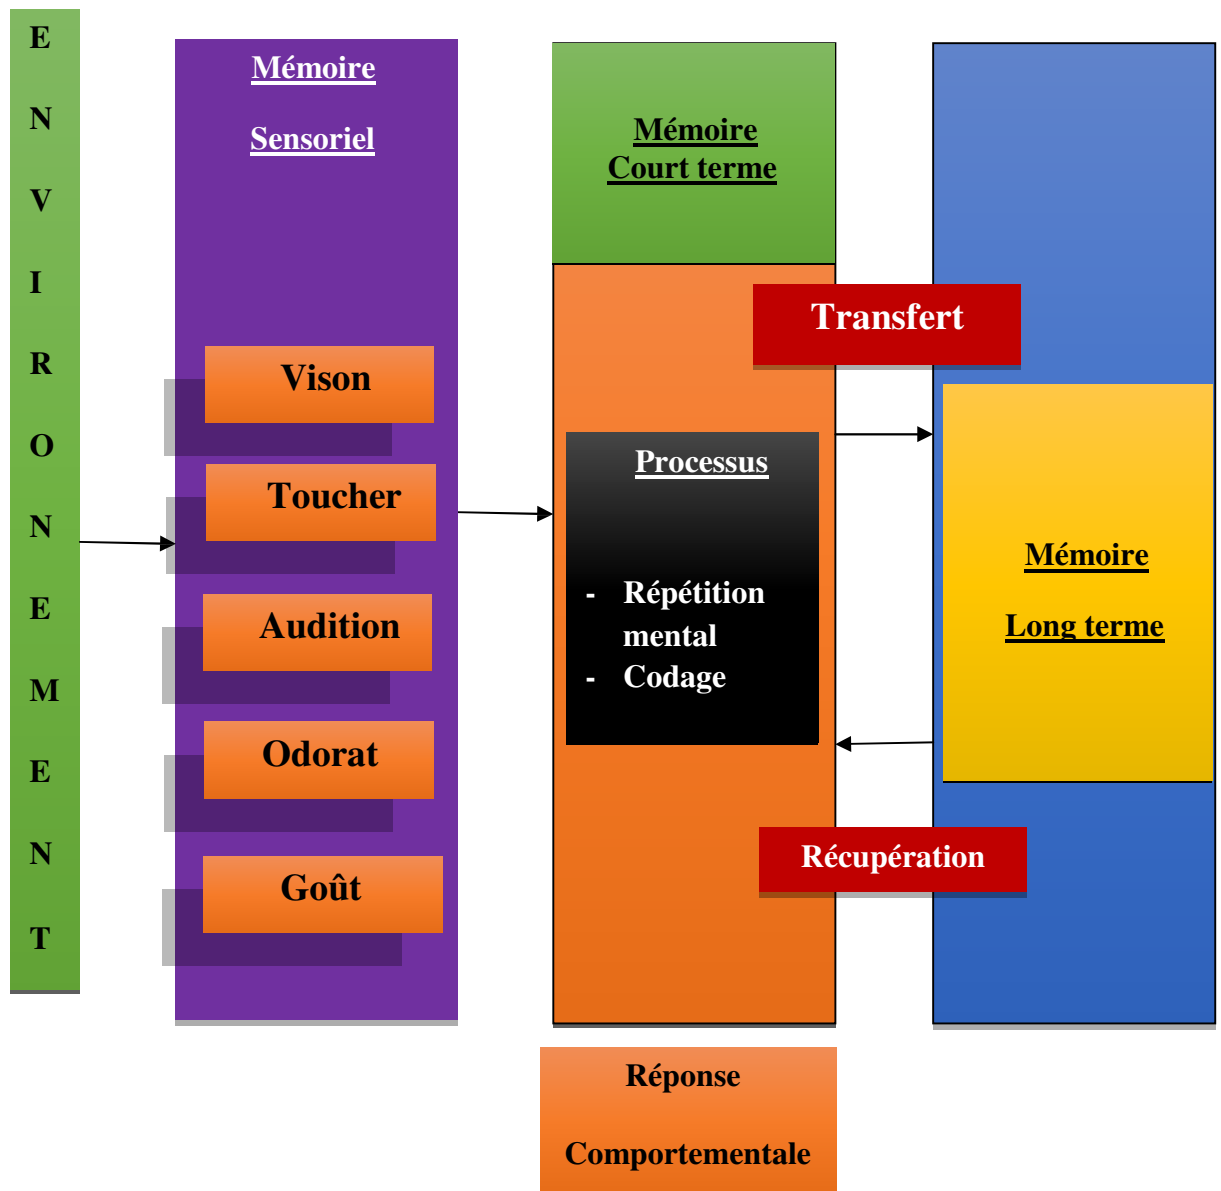 E
N
V
I
R
O
N
E
M
E
N
T
Mémoire
Sensoriel
Vison
Toucher
Audition
Odorat
Goût
Mémoire
Court terme
Processus
- Répétition
mental
- Codage
Transfert
Mémoire
Long terme
Récupération
Réponse
Comportementale